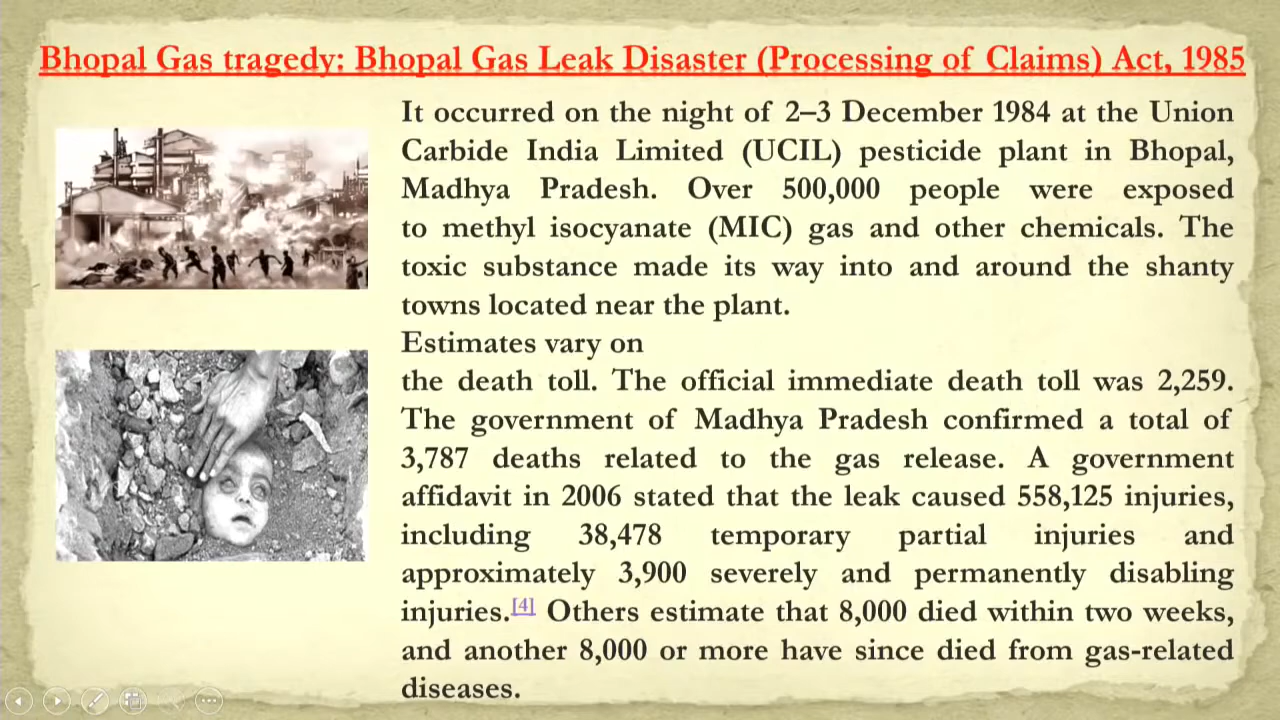 Bhopal Gas tragedy: Bhopal Gas Leak Disaster (Processing of Claims) Act, 1985
It occurred on the night of 2–3 December 1984 at the Union
Carbide India Limited (UCIL) pesticide plant in Bhopal,
Madhya Pradesh. Over 500,000 people were exposed
to methyl isocyanate (MIC) gas and other chemicals. The
toxic substance made its way into and around the shanty
towns located near the plant.
Estimates vary on
the death toll. The official immediate death toll was 2,259.
The government of Madhya Pradesh confirmed a total of
3,787 deaths related to the gas release. A government
affidavit in 2006 stated that the leak caused 558,125 injuries,
including 38,478 temporary partial injuries and
approximately 3,900 severely and permanently disabling
injuries.[4] Others estimate that 8,000 died within two weeks,
and another 8,000 or more have since died from gas-related
diseases.